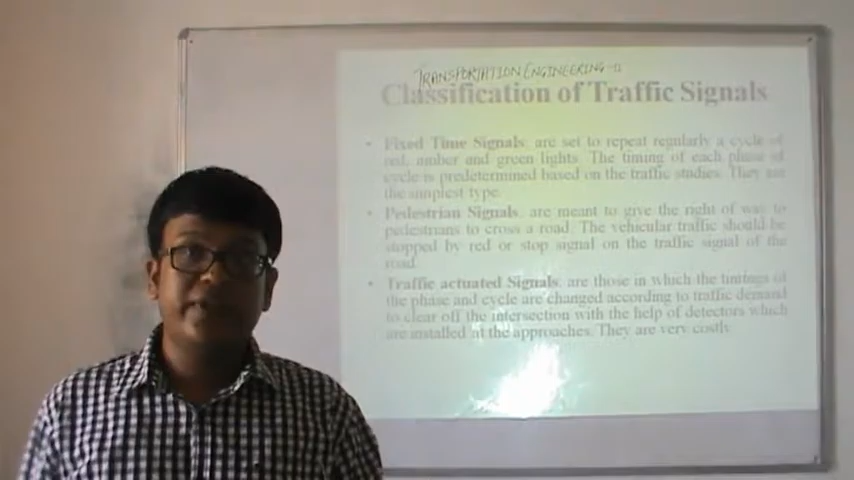 TRANSPORTATION ENGINEERING-II
Classification of Traffic Signals
• Fixed Time Signals: are set to repeat regularly a cycle of
red, amber and green lights. The timing of each phase of
cycle is predetermined based on the traffic studies. They are
the simplest type.
• Pedestrian Signals: are meant to give the right of way to
pedestrians to cross a road. The vehicular traffic should be
stopped by red or stop signal on the traffic signal of the
road.
• Traffic actuated Signals: are those in which the timings of
the phase and cycle are changed according to traffic demand
to clear off the intersection with the help of detectors which
are installed at the approaches. They are very costly.